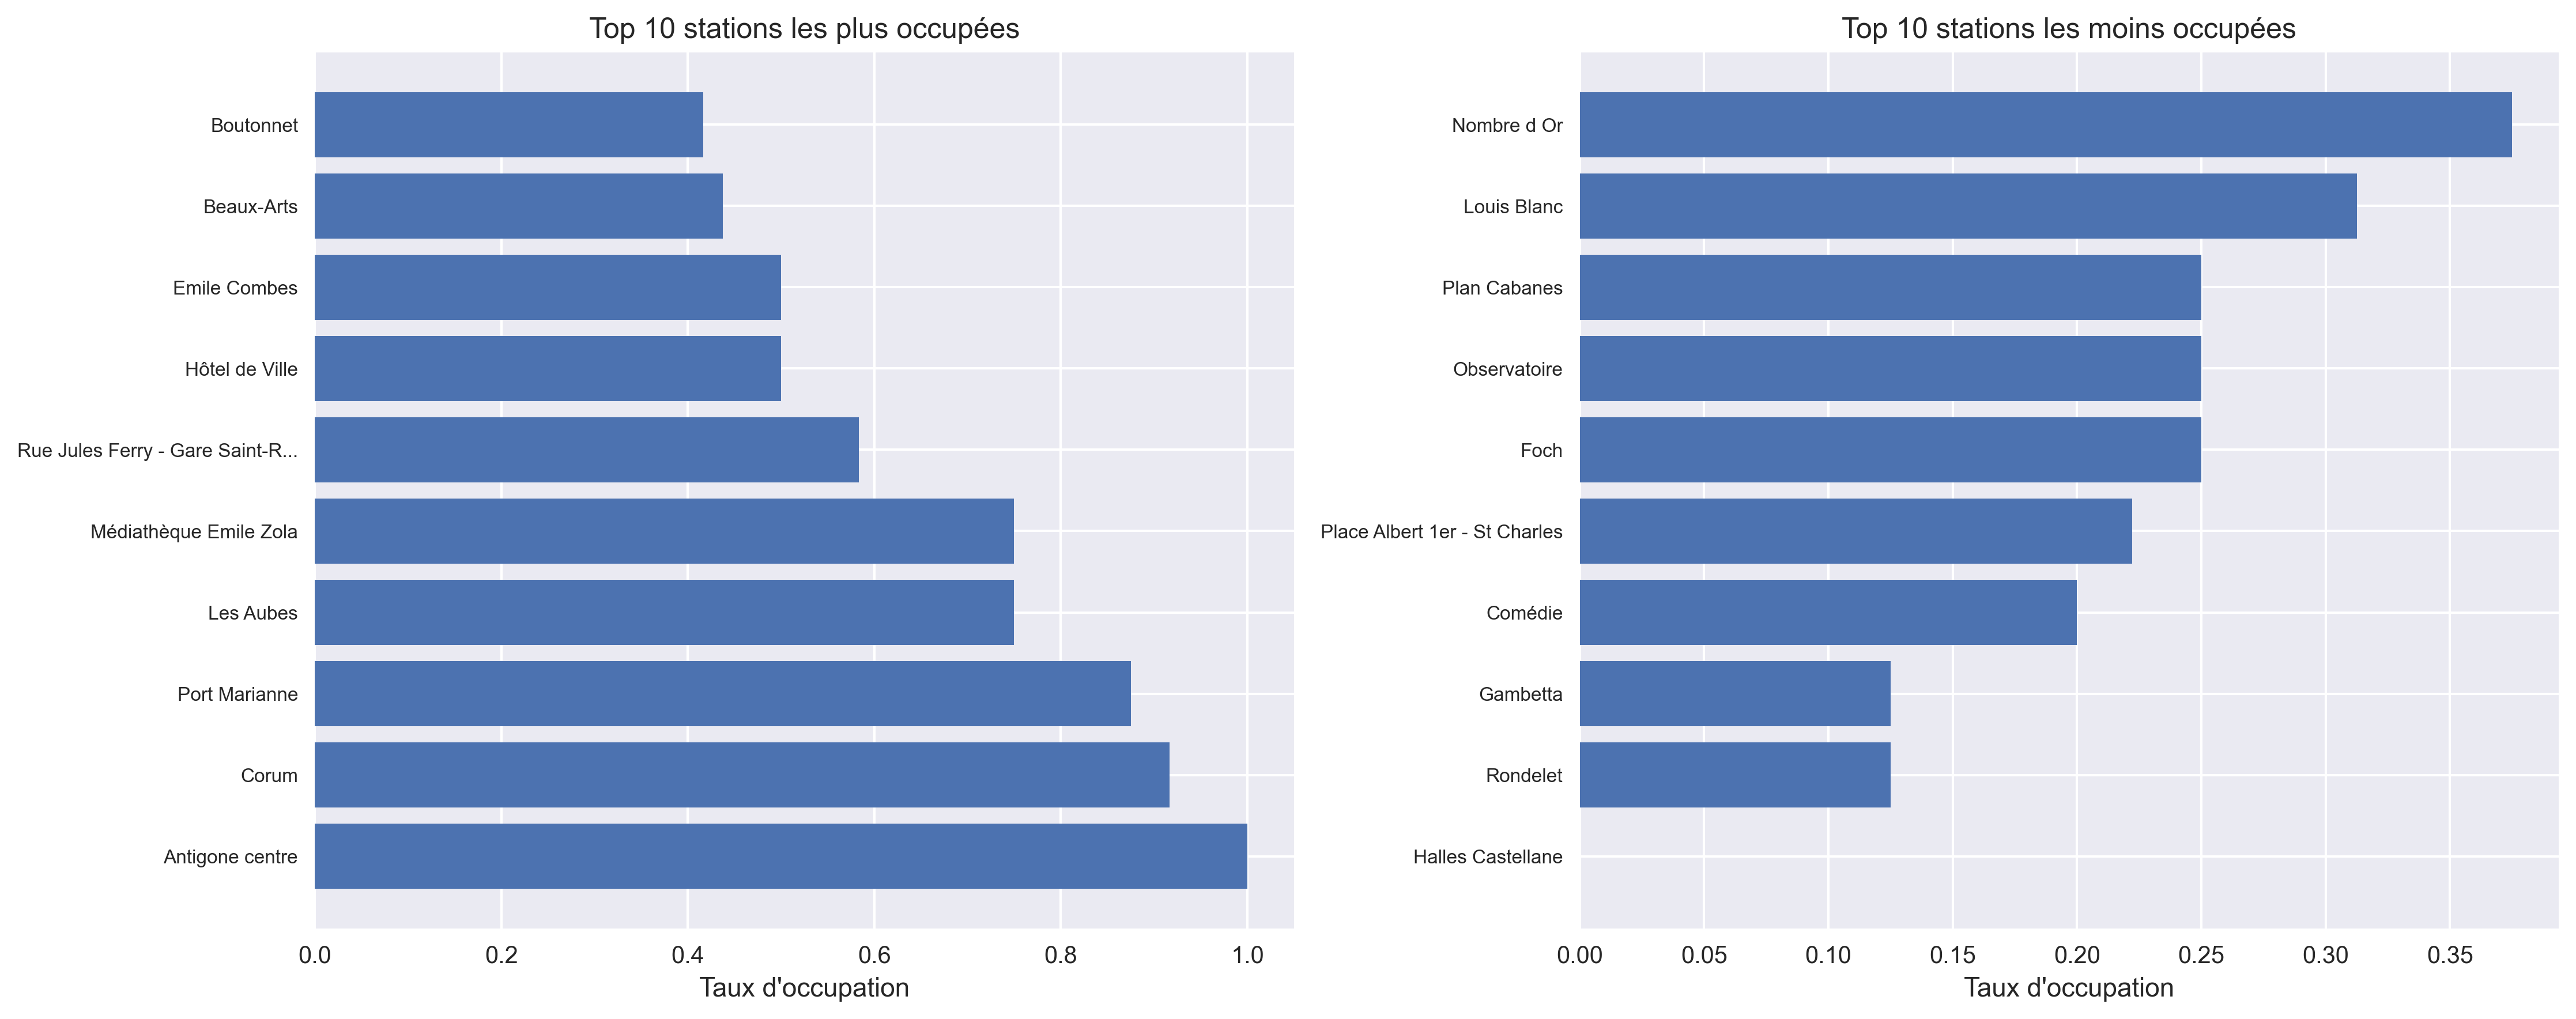 Top 10 stations les plus occupées
Boutonnet
Beaux-Arts
Emile Combes
Hôtel de Ville
Rue Jules Ferry - Gare Saint-R...
Médiathèque Emile Zola
Les Aubes
Port Marianne
Corum
Antigone centre
0.0 0.2 0.4 0.6 0.8 1.0
Taux d'occupation
Top 10 stations les moins occupées
Nombre d Or
Louis Blanc
Plan Cabanes
Observatoire
Foch
Place Albert 1er - St Charles
Comédie
Gambetta
Rondelet
Halles Castellane
0.00 0.05 0.10 0.15 0.20 0.25 0.30 0.35
Taux d'occupation